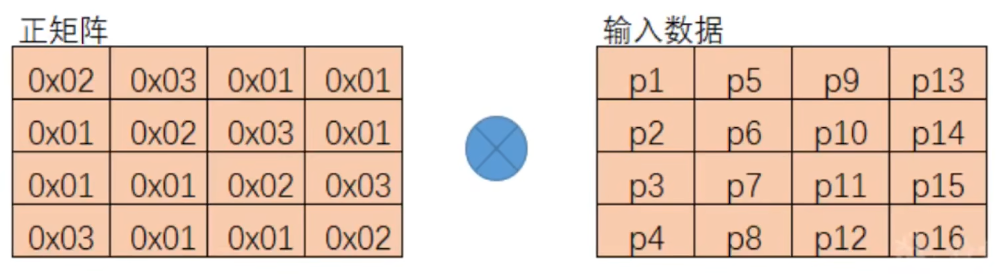 正矩阵 输入数据
0x02 0x03 0x01 0x01 p1 p5 p9 p13
0x01 0x02 0x03 0x01 p2 p6 p10 p14
0x01 0x01 0x02 0x03 p3 p7 p11 p15
0x03 0x01 0x01 0x02 p4 p8 p12 p16